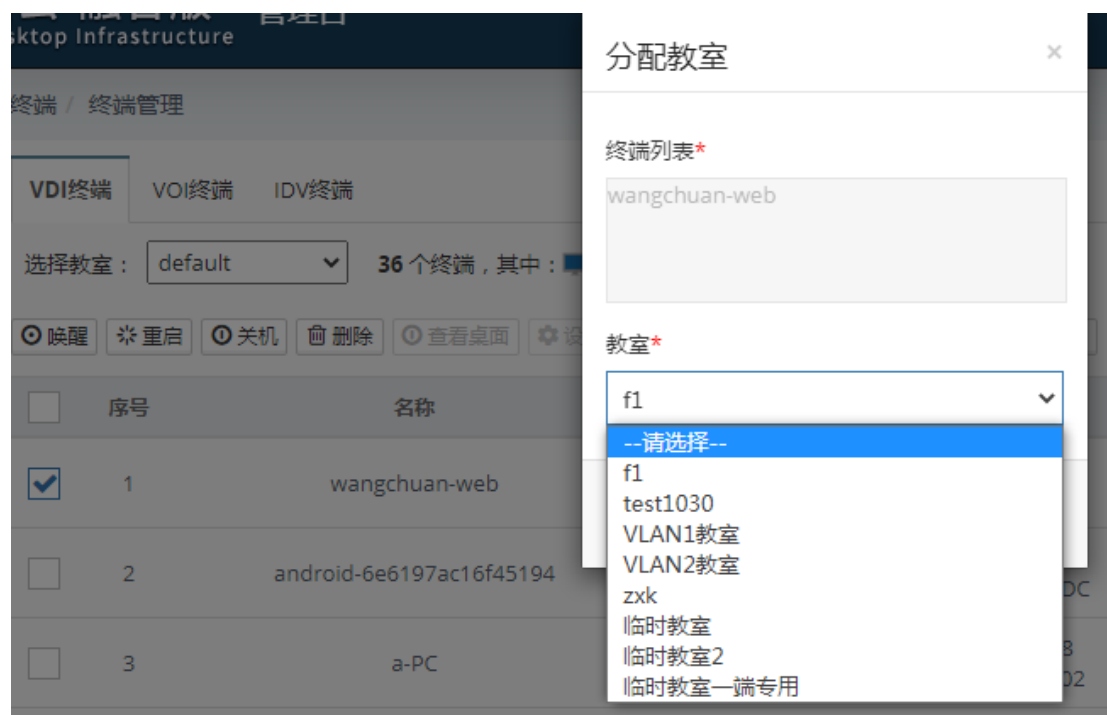 管理台
ktop Infrastructure
终端 / 终端管理
VDI终端 VOI终端 IDV终端
选择教室： default 36 个终端，其中：
唤醒 重启 关机 删除 查看桌面
序号 名称
1 wangchuan-web
2 android-6e6197ac16f45194
3 a-PC
分配教室 ×
终端列表*
wangchuan-web
教室*
f1
--请选择--
f1
test1030
VLAN1教室
VLAN2教室
zxk
临时教室
临时教室2
临时教室一端专用
DC
8
02